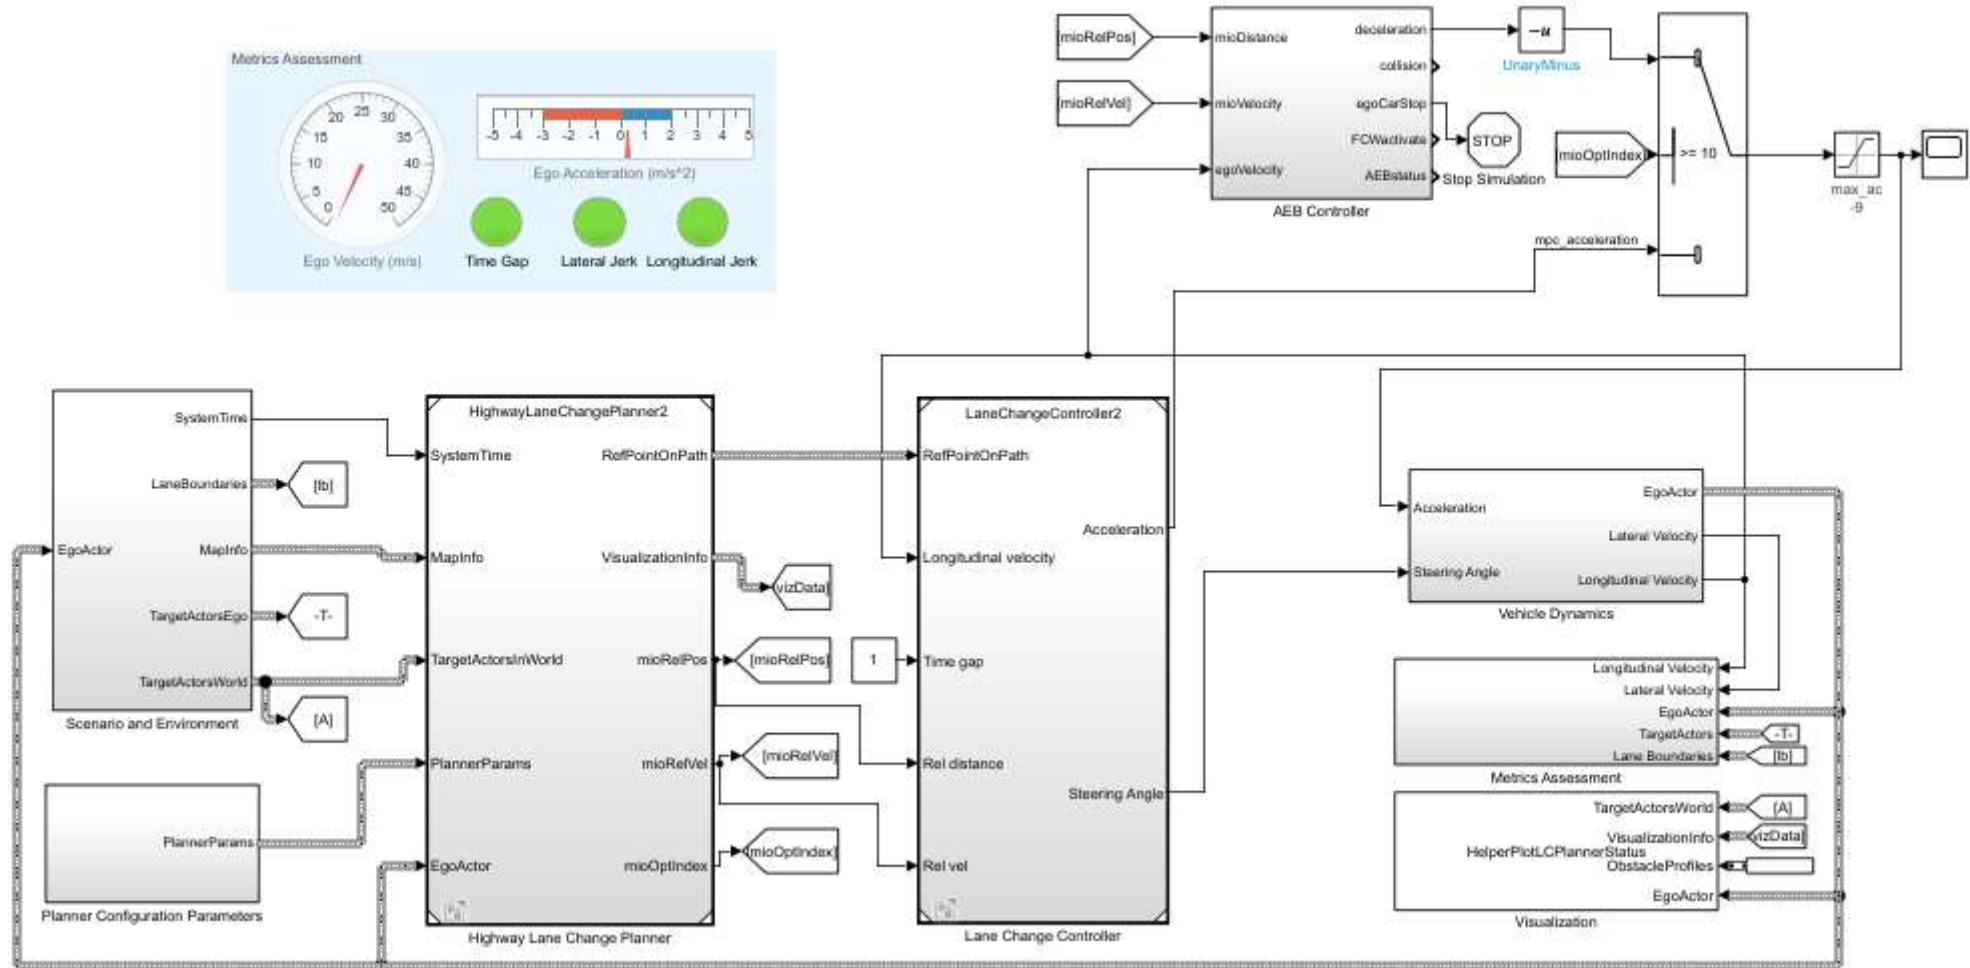 Metrics Assessment
0
5
10
15
20
25
30
35
40
45
50
Ego Velocity (m/s)
-5 -4 -3 -2 -1 0 1 2 3 4 5
Ego Acceleration (m/s^2)
Time Gap
Lateral Jerk
Longitudinal Jerk
[mioRelPos]
[mioRelVel]
mioDistance
mioVelocity
egoVelocity
deceleration
collision
egoCarStop
FCWactivate
AEBstatus
AEB Controller
-u
UnaryMinus
STOP
Stop Simulation
[mioOptIndex]
>= 10
mpc_acceleration
max_ac
-9
SystemTime
LaneBoundaries
[lb]
EgoActor
MapInfo
TargetActorsEgo
-T-
TargetActorsWorld
[A]
Scenario and Environment
PlannerParams
Planner Configuration Parameters
HighwayLaneChangePlanner2
SystemTime
MapInfo
TargetActorsInWorld
PlannerParams
EgoActor
RefPointOnPath
VisualizationInfo
mioRelPos
mioRelVel
mioOptIndex
Highway Lane Change Planner
vizData]
[mioRelPos]
[mioRelVel]
[mioOptIndex]
1
LaneChangeController2
RefPointOnPath
Longitudinal velocity
Time gap
Rel distance
Rel vel
Acceleration
Steering Angle
Lane Change Controller
Acceleration
Steering Angle
EgoActor
Lateral Velocity
Longitudinal Velocity
Vehicle Dynamics
Longitudinal Velocity
Lateral Velocity
EgoActor
TargetActors
-T-
Lane Boundaries
[lb]
Metrics Assessment
TargetActorsWorld
[A]
VisualizationInfo
vizData]
HelperPlotLCPlannerStatus
ObstacleProfiles
EgoActor
Visualization